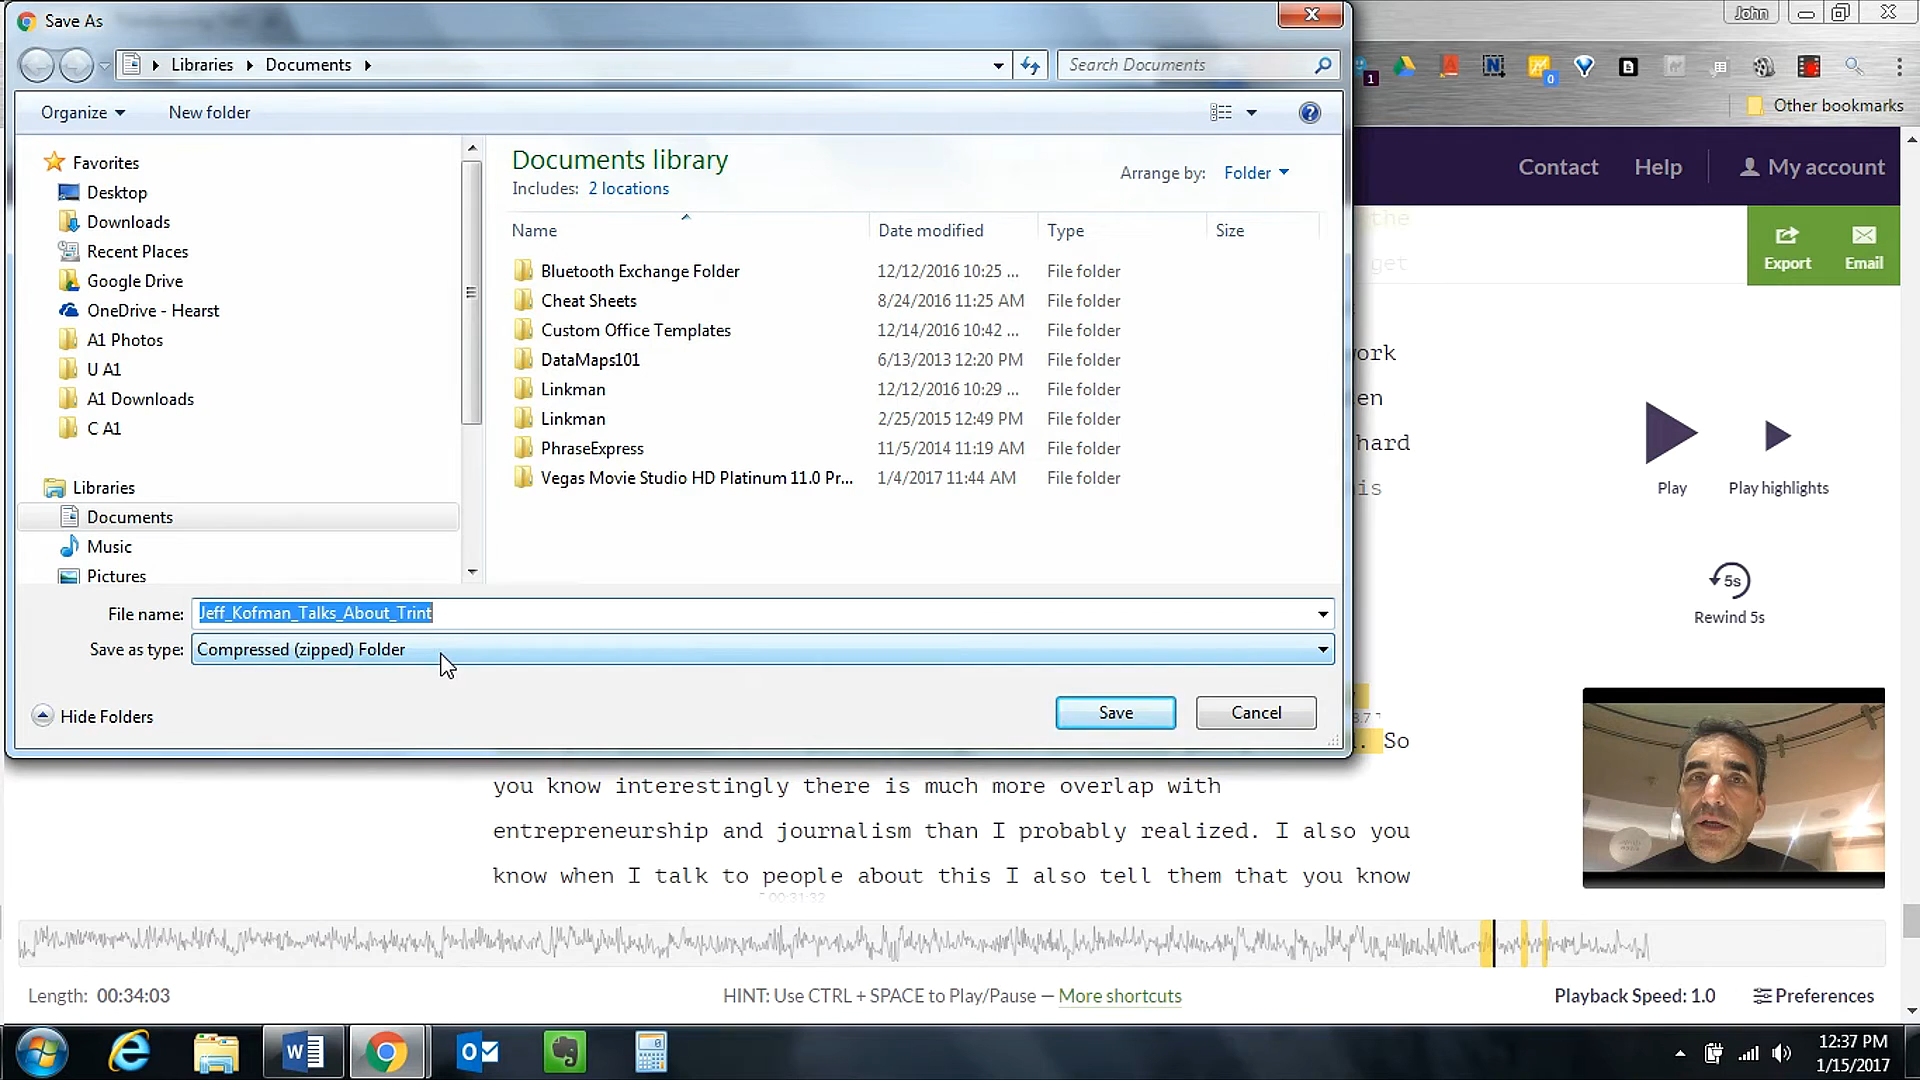 Save As
John
Libraries
Documents
Search Documents
1
0
Other bookmarks
Organize
New folder
Contact
Help
My account
Export
Email
Favorites
Desktop
Downloads
Recent Places
Google Drive
OneDrive - Hearst
A1 Photos
U A1
A1 Downloads
C A1
Libraries
Documents
Music
Pictures
Documents library
Includes: 2 locations
Arrange by: Folder
Name Date modified Type Size
Bluetooth Exchange Folder 12/12/2016 10:25 ... File folder
Cheat Sheets 8/24/2016 11:25 AM File folder
Custom Office Templates 12/14/2016 10:42 ... File folder
DataMaps101 6/13/2013 12:20 PM File folder
Linkman 12/12/2016 10:29 ... File folder
Linkman 2/25/2015 12:49 PM File folder
PhraseExpress 11/5/2014 11:19 AM File folder
Vegas Movie Studio HD Platinum 11.0 Pr... 1/4/2017 11:44 AM File folder
the
get
hard
Play
Play highlights
5s
Rewind 5s
File name: Jeff_Kofman_Talks_About_Trint
Save as type: Compressed (zipped) Folder
Hide Folders
Save
Cancel
So
you know interestingly there is much more overlap with
entrepreneurship and journalism than I probably realized. I also you
know when I talk to people about this I also tell them that you know
00:31:32
Length: 00:34:03
HINT: Use CTRL + SPACE to Play/Pause — More shortcuts
Playback Speed: 1.0
Preferences
12:37 PM
1/15/2017